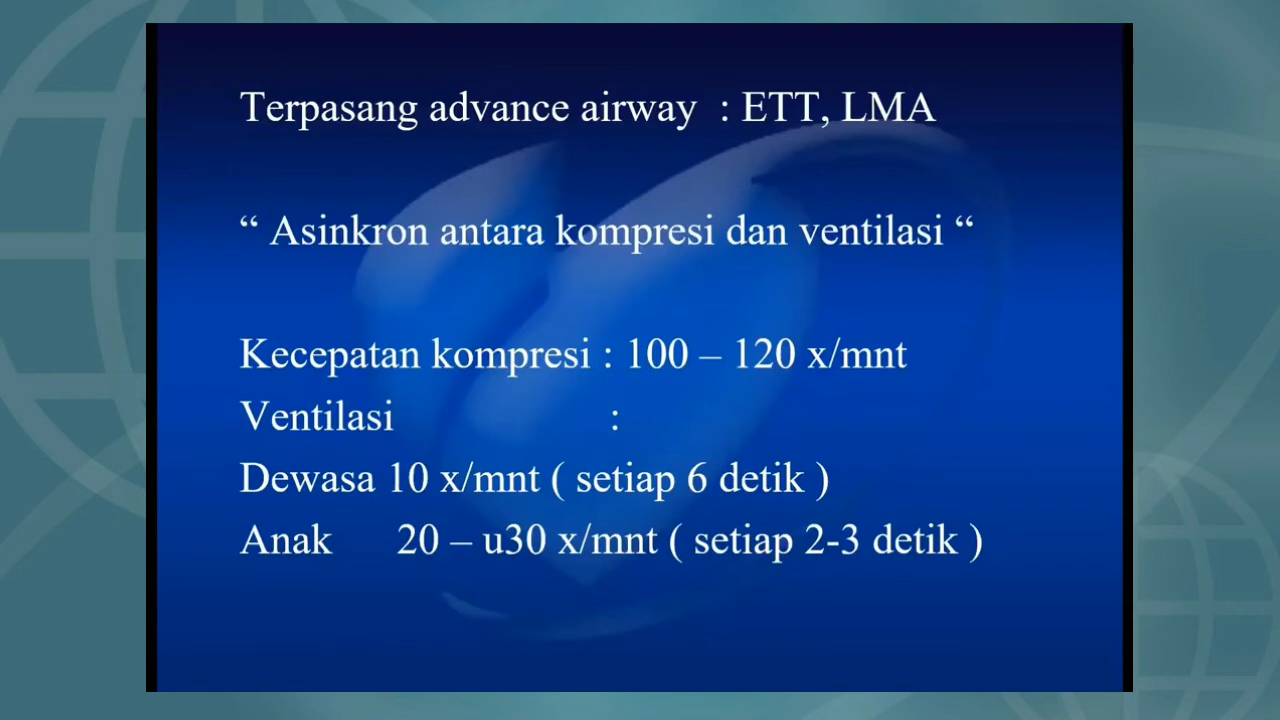 Terpasang advance airway : ETT, LMA
“ Asinkron antara kompresi dan ventilasi “
Kecepatan kompresi : 100 – 120 x/mnt
Ventilasi :
Dewasa 10 x/mnt ( setiap 6 detik )
Anak 20 – u30 x/mnt ( setiap 2-3 detik )